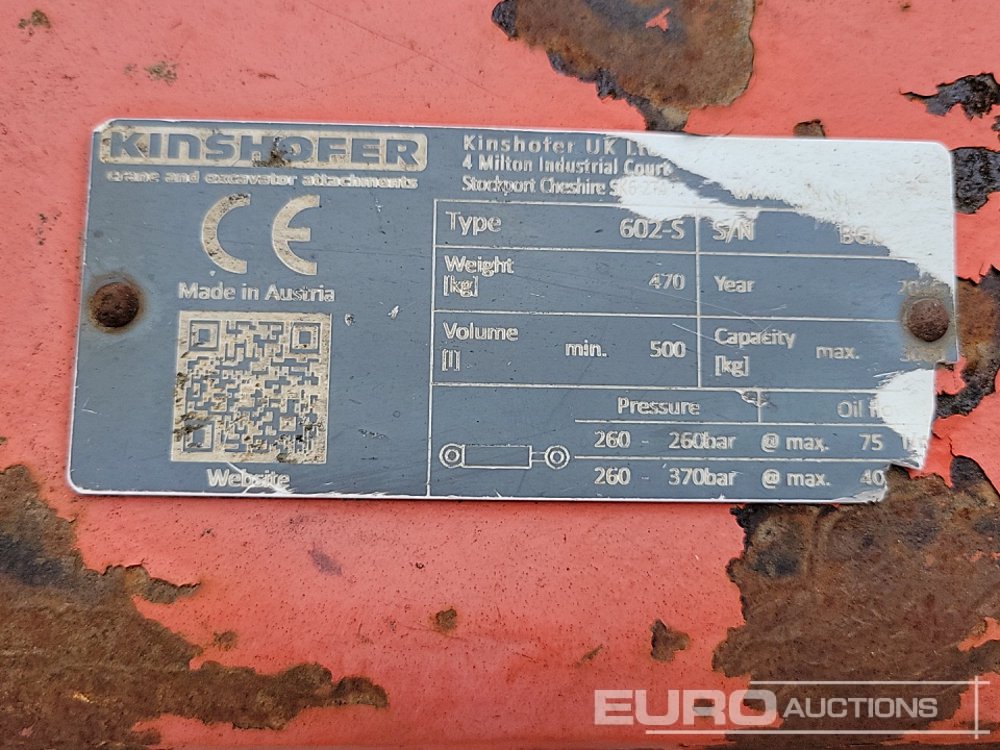 KINSHOFER
crane and excavator attachments
Kinshofer UK
4 Milton Industrial Court
Stockport Cheshire
CE
Made in Austria
Website
Type 602-S S/N
Weight [kg] 470 Year
Volume [l] min. 500 Capacity [kg] max.
Pressure Oil
260 - 260bar @ max. 75
260 - 370bar @ max. 40
EURO AUCTIONS